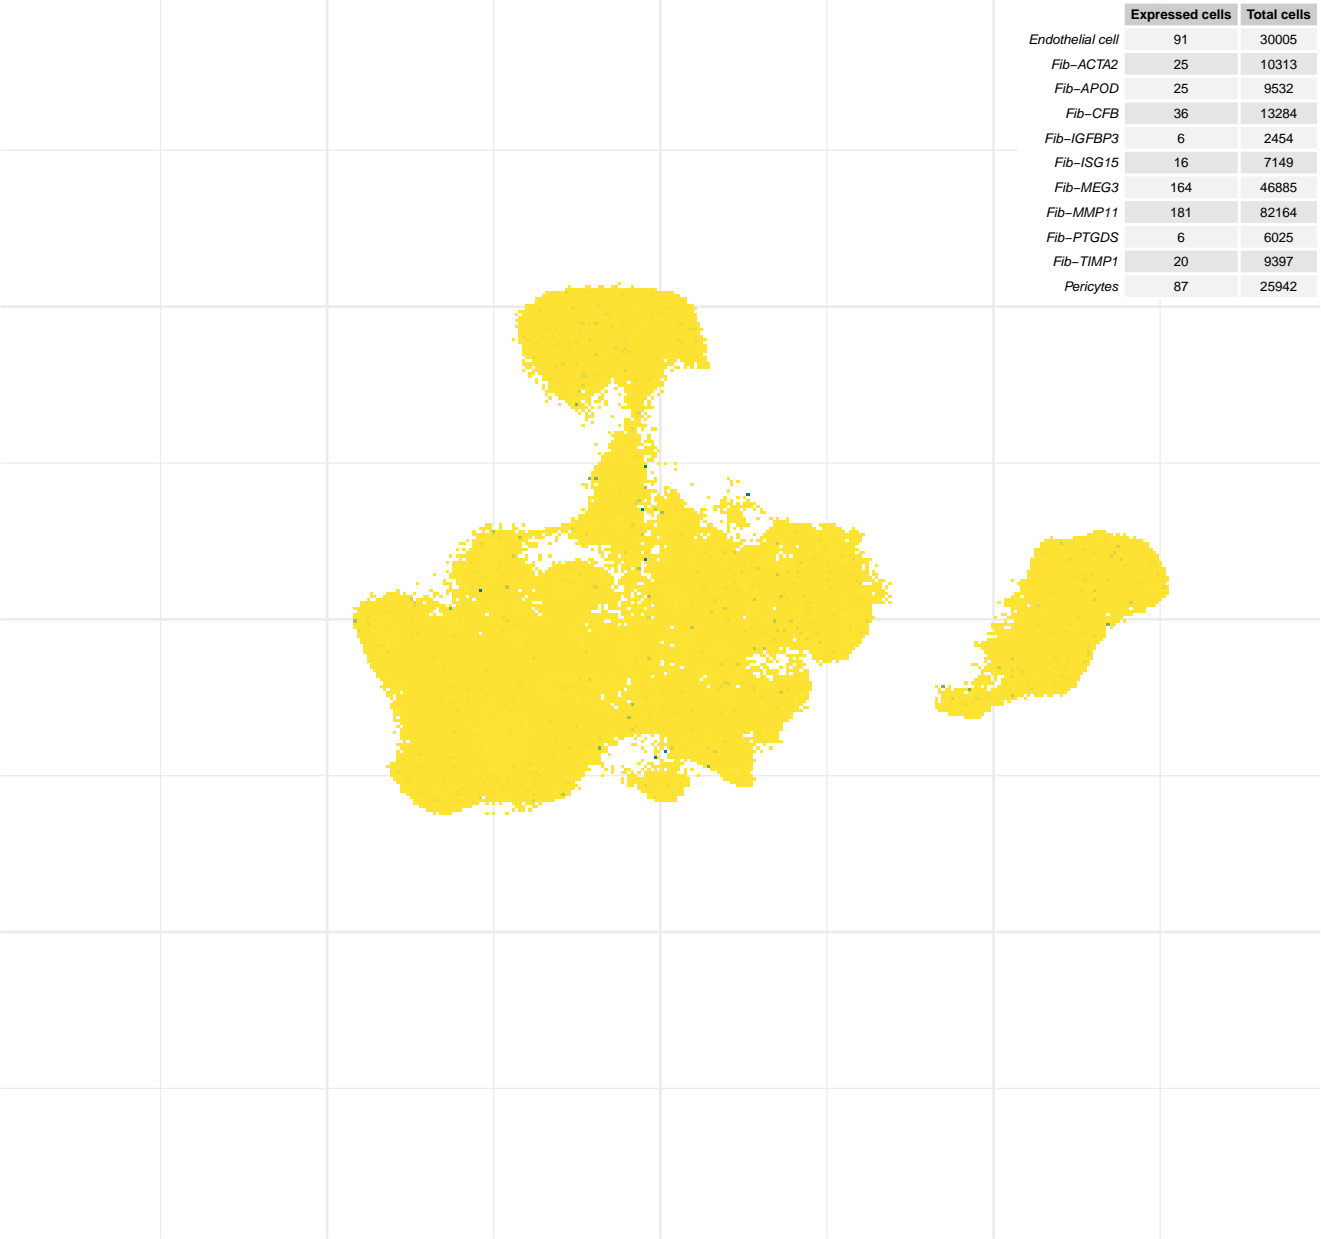 Expressed cells Total cells
Endothelial cell 91 30005
Fib−ACTA2 25 10313
Fib−APOD 25 9532
Fib−CFB 36 13284
Fib−IGFBP3 6 2454
Fib−ISG15 16 7149
Fib−MEG3 164 46885
Fib−MMP11 181 82164
Fib−PTGDS 6 6025
Fib−TIMP1 20 9397
Pericytes 87 25942